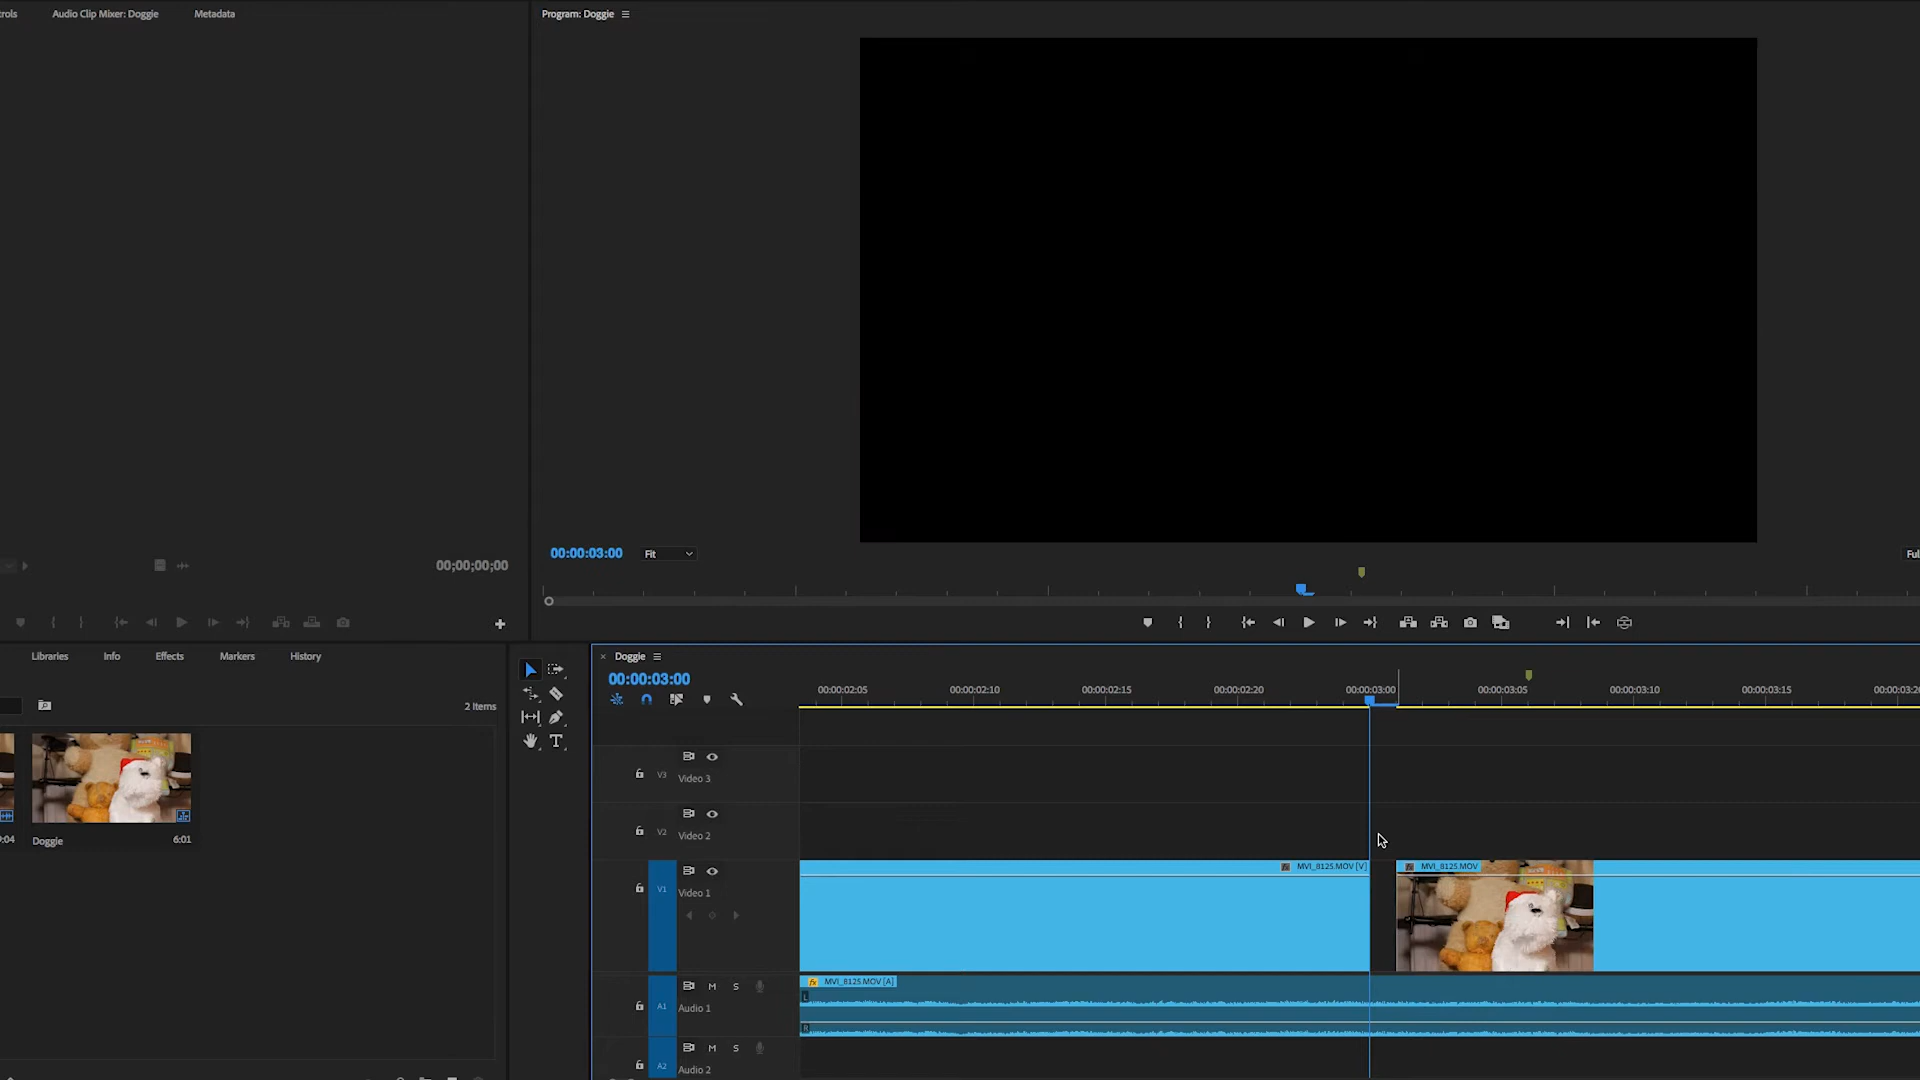 rols Audio Clip Mixer: Doggie Metadata
Program: Doggie
00:00:03:00 Fit Ful
00;00;00;00
Libraries Info Effects Markers History
2 Items
Doggie 6:01
9:04
Doggie
00:00:03:00
00:00:02:05 00:00:02:10 00:00:02:15 00:00:02:20 00:00:03:00 00:00:03:05 00:00:03:10 00:00:03:15 00:00:03:20
V3 Video 3
V2 Video 2
MVI_8125.MOV [V] MVI_8125.MOV
V1 Video 1
MVI_8125.MOV [A]
M S
L
A1 Audio 1
R
M S
A2 Audio 2